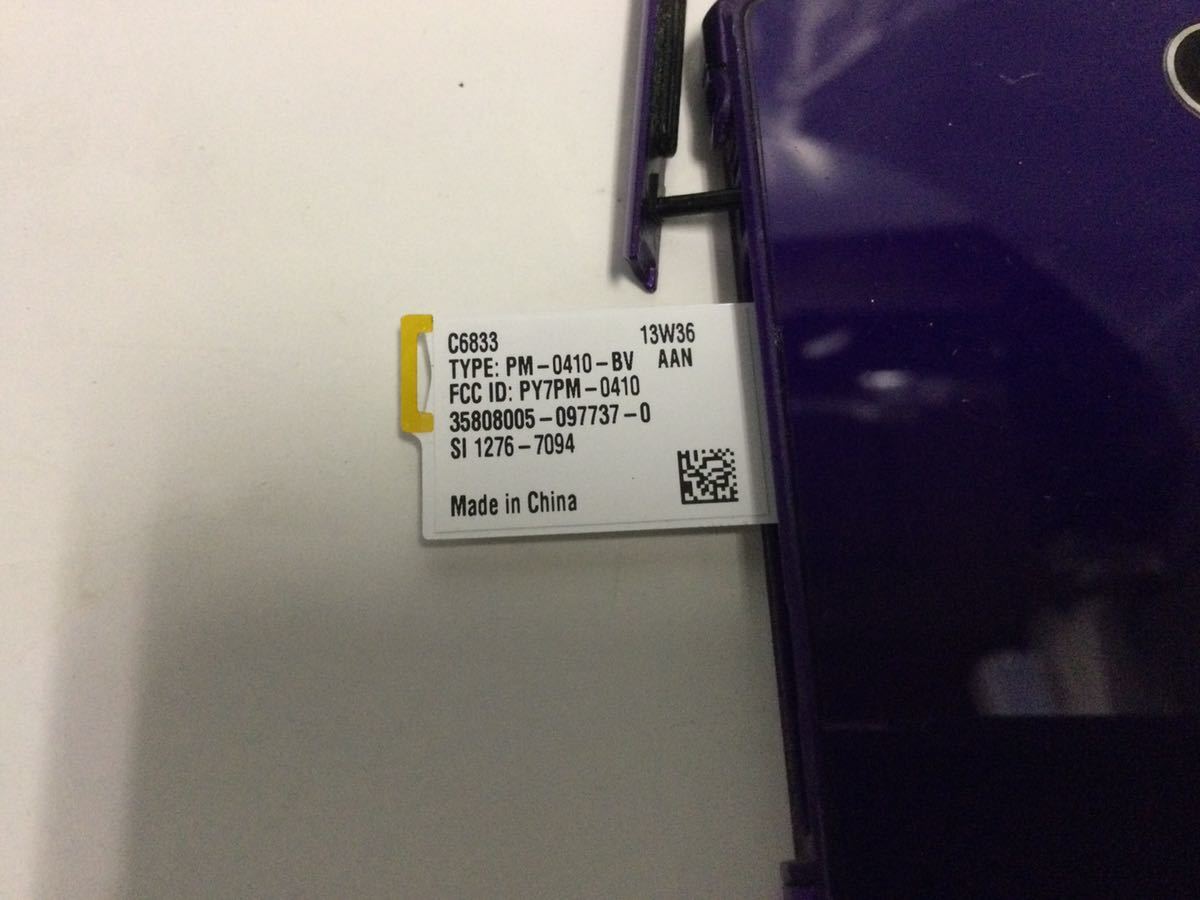 C6833 13W36
TYPE: PM-0410-BV AAN
FCC ID: PY7PM-0410
35808005-097737-0
SI 1276-7094
Made in China